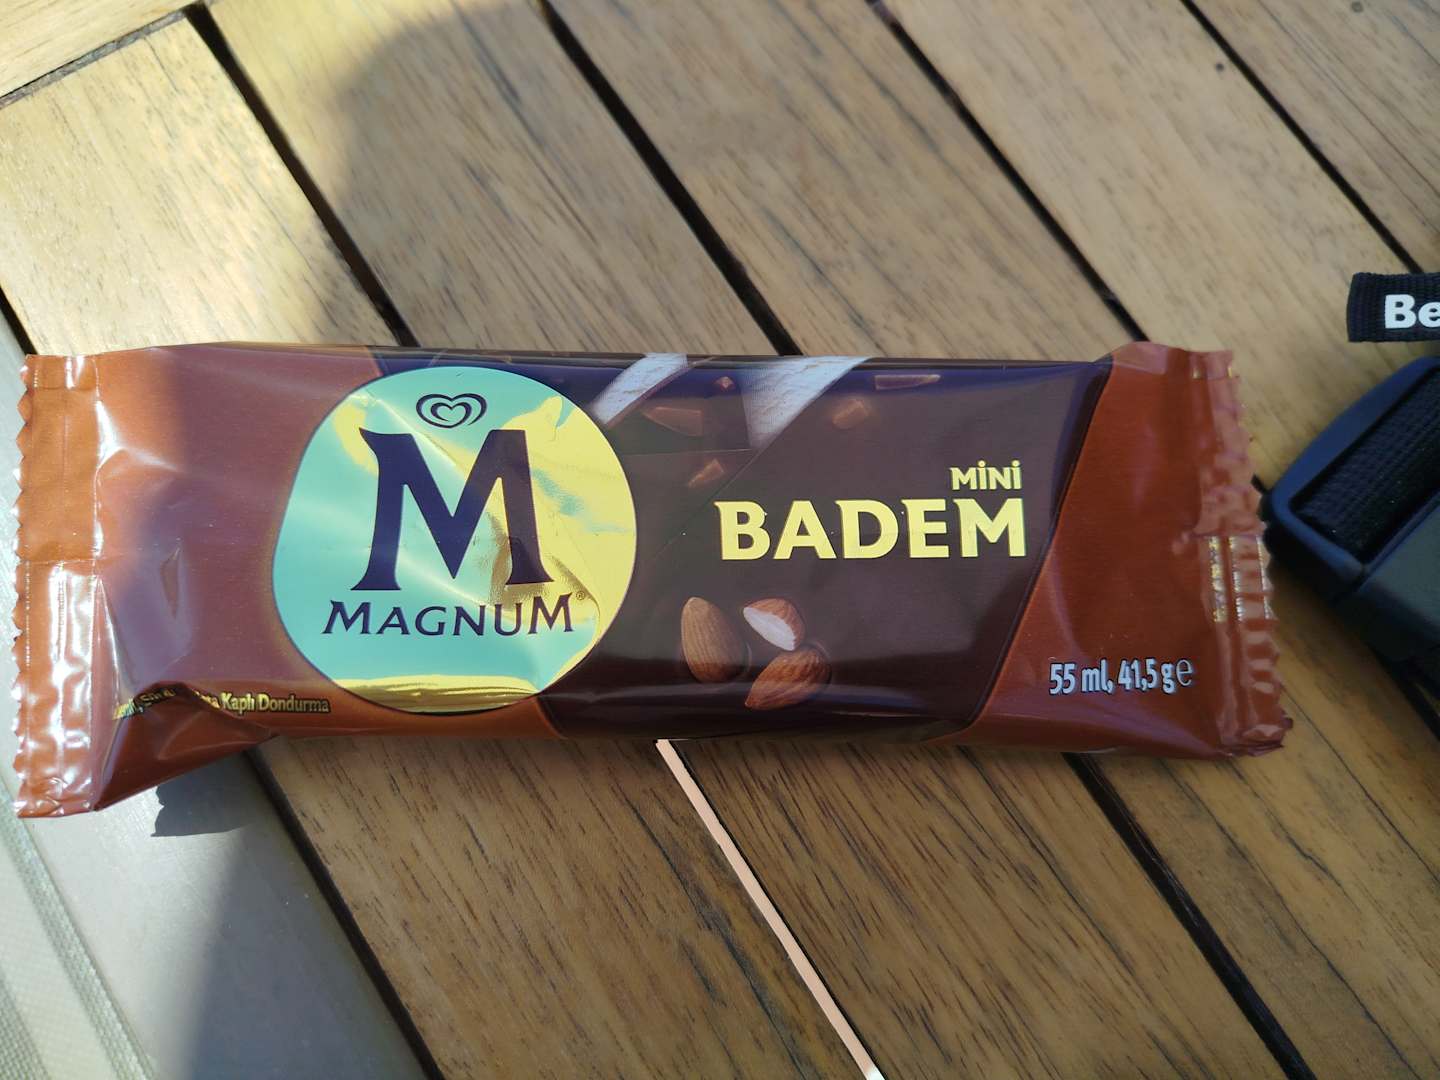 M
MAGNUM®
MİNİ
BADEM
Kaplı Dondurma
55 ml, 41,5 g e
Be